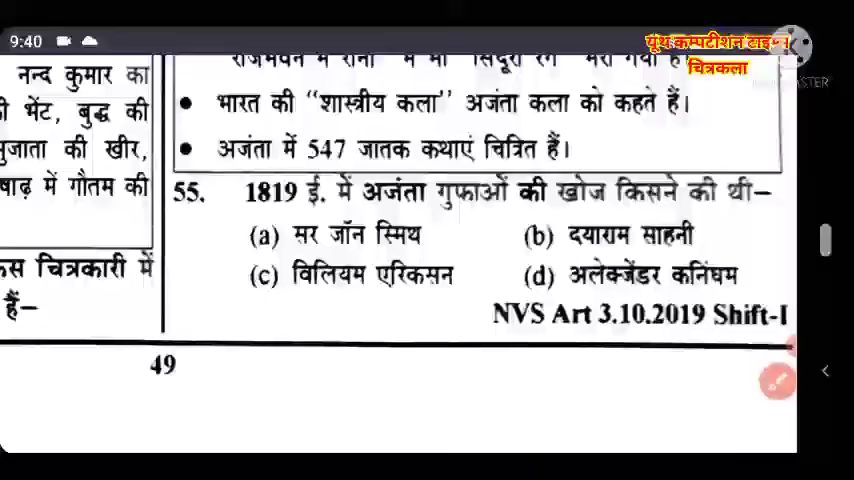 9:40
यूथ कम्पटीशन टाइम्स
चित्रकला
नन्द कुमार का
भेंट, बुद्ध की
सुजाता की खीर,
में गौतम की
चित्रकारी में
हैं–
49
• भारत की "शास्त्रीय कला" अजंता कला को कहते हैं।
• अजंता में 547 जातक कथाएं चित्रित हैं।
55. 1819 ई. में अजंता गुफाओं की खोज किसने की थी–
(a) सर जॉन स्मिथ (b) दयाराम साहनी
(c) विलियम एरिकसन (d) अलेक्जेंडर कनिंघम
NVS Art 3.10.2019 Shift-I